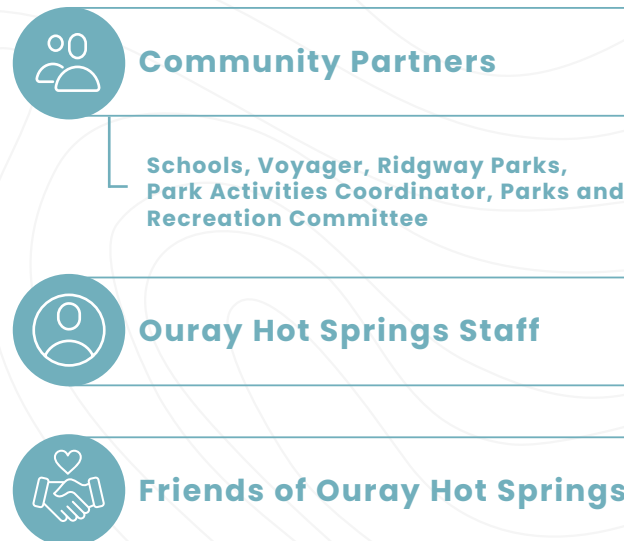 Community Partners
Schools, Voyager, Ridgway Parks,
Park Activities Coordinator, Parks and
Recreation Committee
Ouray Hot Springs Staff
Friends of Ouray Hot Springs